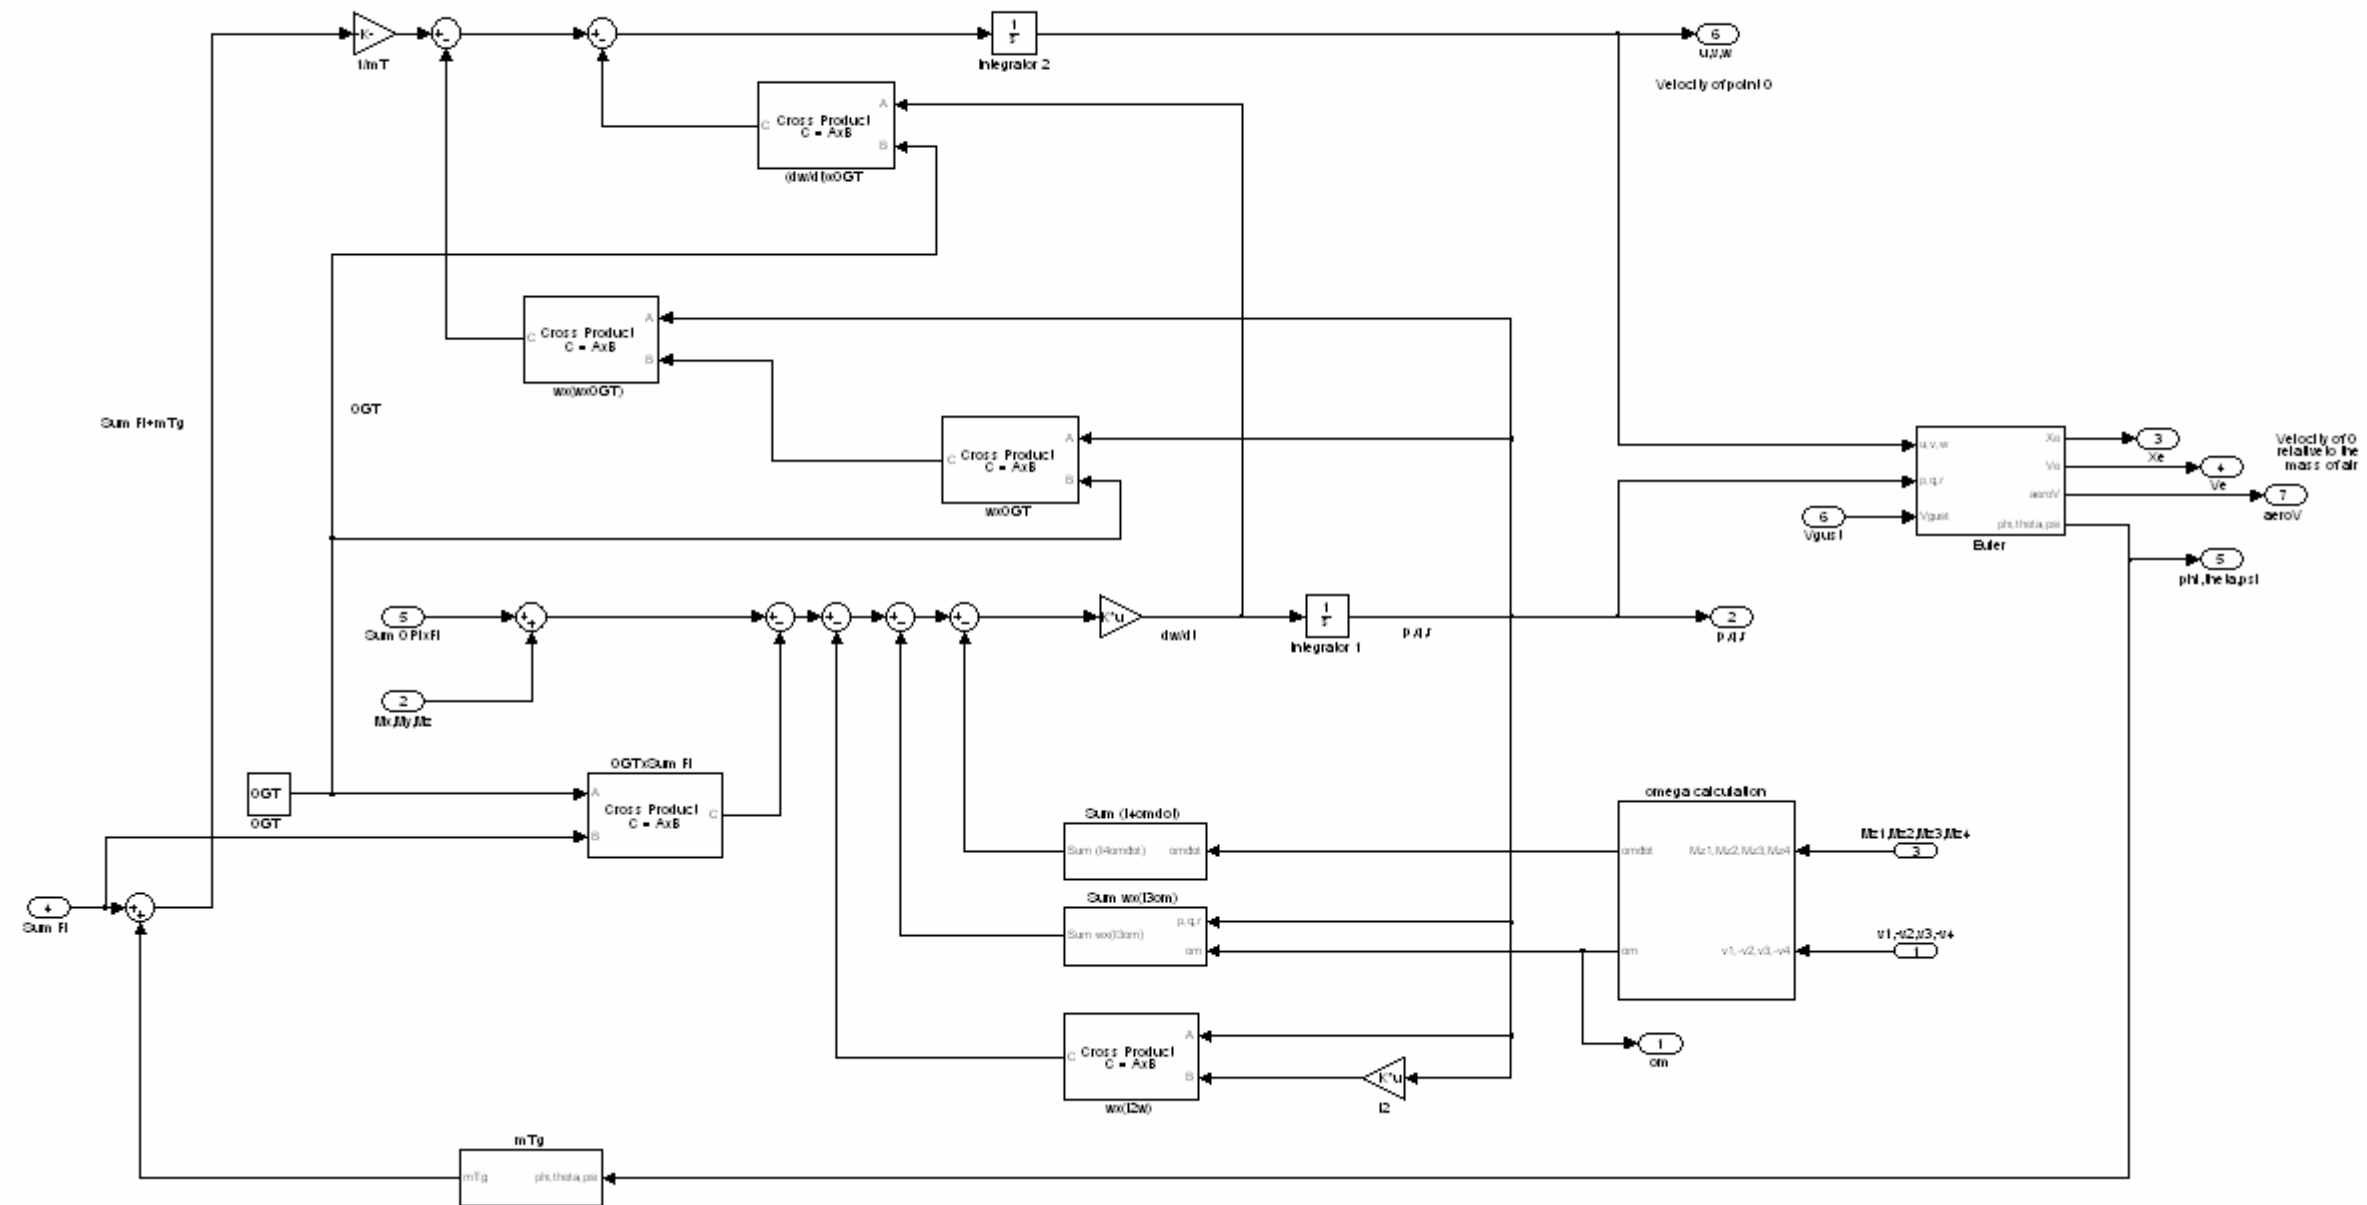 K-
+
-
+
-
1
s
6
1/mT
Integrator 2
u,v,w
Velocity of point 0
A
Cross Product
C = AxB
C
B
(dw/dt)x0GT
A
Cross Product
C = AxB
C
B
wx(wx0GT)
0GT
Sum Fi+mTg
A
Cross Product
C = AxB
C
B
wx0GT
u,v,w
p,q,r
Vgust
Xe
Ve
aeroV
phi,theta,psi
Euler
3
Xe
4
Ve
7
aeroV
Velocity of 0
relative to the
mass of air
6
Vgust
5
phi,theta,psi
5
Sum 0PixFi
+
+
+
-
+
-
+
-
+
-
K*u
dw/dt
1
s
Integrator 1
p,q,r
2
p,q,r
2
Mx,My,Mz
0GTxSum Fi
0GT
0GT
A
Cross Product
C = AxB
C
B
omega calculation
Sum (I4omdot)
Sum (I4omdot)
omdot
omdot
Mz1,Mz2,Mz3,Mz4
Mz1,Mz2,Mz3,Mz4
3
Sum wx(I3om)
p,q,r
Sum wx(I3om)
om
om
v1,-v2,v3,-v4
v1,-v2,v3,-v4
1
4
Sum Fi
+
+
A
Cross Product
C = AxB
C
B
wx(I2w)
K*u
I2
1
om
mTg
mTg
phi,theta,psi